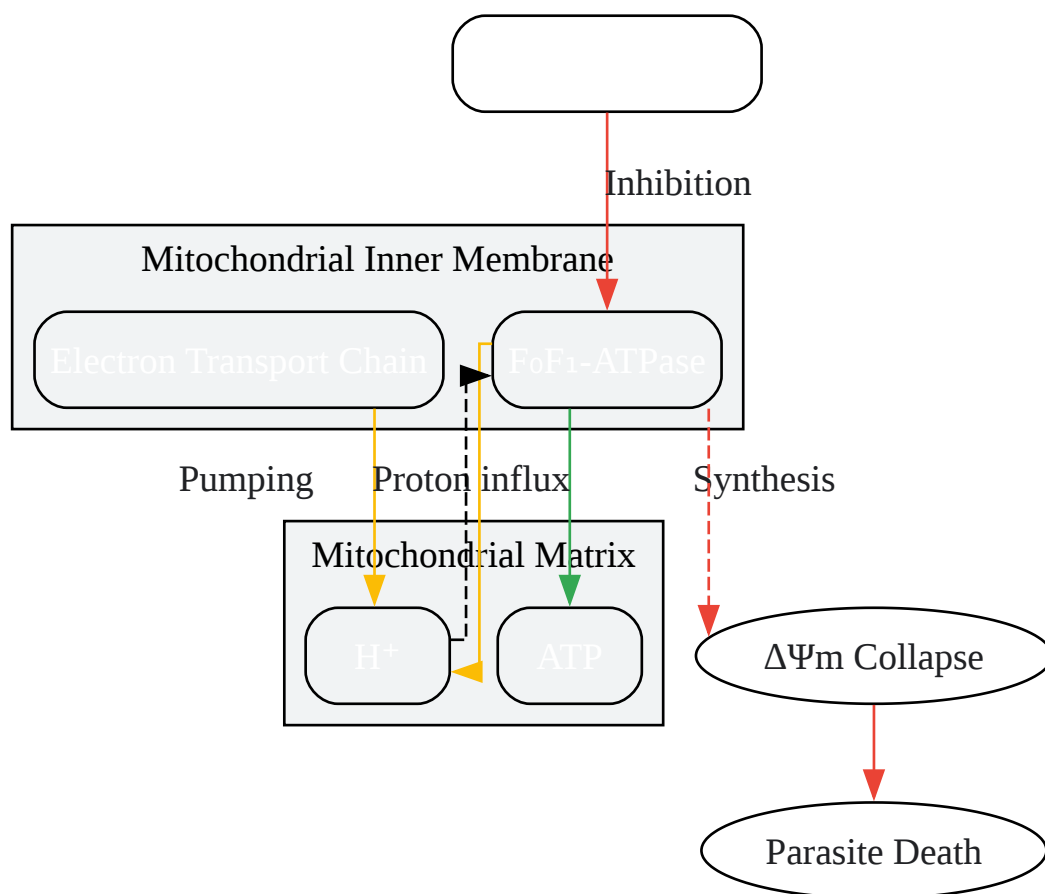 Inhibition
Mitochondrial Inner Membrane
Electron Transport Chain
F₀F₁-ATPase
Pumping
Proton influx
Synthesis
Mitochondrial Matrix
H⁺
ATP
ΔΨm Collapse
Parasite Death